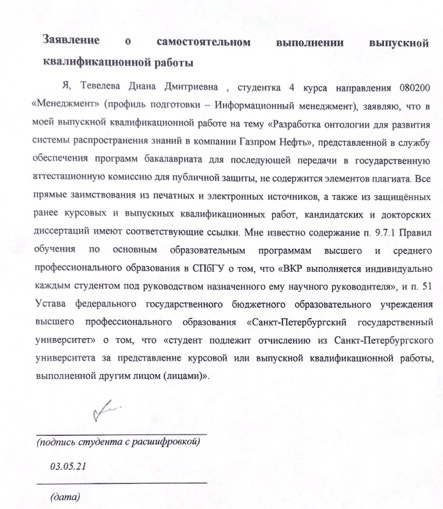 Заявление о самостоятельном выполнении выпускной
квалификационной работы
Я, Тевелева Диана Дмитриевна , студентка 4 курса направления 080200
«Менеджмент» (профиль подготовки – Информационный менеджмент), заявляю, что в
моей выпускной квалификационной работе на тему «Разработка онтологии для развития
системы распространения знаний в компании Газпром Нефть», представленной в службу
обеспечения программ бакалавриата для последующей передачи в государственную
аттестационную комиссию для публичной защиты, не содержится элементов плагиата. Все
прямые заимствования из печатных и электронных источников, а также из защищённых
ранее курсовых и выпускных квалификационных работ, кандидатских и докторских
диссертаций имеют соответствующие ссылки. Мне известно содержание п. 9.7.1 Правил
обучения по основным образовательным программам высшего и среднего
профессионального образования в СПбГУ о том, что «ВКР выполняется индивидуально
каждым студентом под руководством назначенного ему научного руководителя», и п. 51
Устава федерального государственного бюджетного образовательного учреждения
высшего профессионального образования «Санкт-Петербургский государственный
университет» о том, что «студент подлежит отчислению из Санкт-Петербургского
университета за представление курсовой или выпускной квалификационной работы,
выполненной другим лицом (лицами)».
(подпись студента с расшифровкой)
03.05.21
(дата)